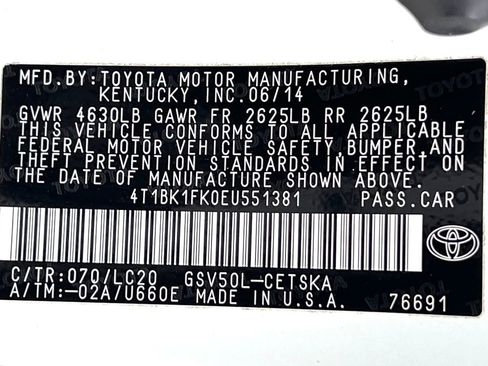 MFD.BY:TOYOTA MOTOR MANUFACTURING,
KENTUCKY, INC.06/14
GVWR 4630LB GAWR FR 2625LB RR 2625LB
THIS VEHICLE CONFORMS TO ALL APPLICABLE
FEDERAL MOTOR VEHICLE SAFETY,BUMPER,AND
THEFT PREVENTION STANDARDS IN EFFECT ON
THE DATE OF MANUFACTURE SHOWN ABOVE.
4T1BK1FK0EU551381 PASS.CAR
C/TR:070/LC20 GSV50L-CETSKA
A/TM:-02A/U660E MADE IN U.S.A. 76691